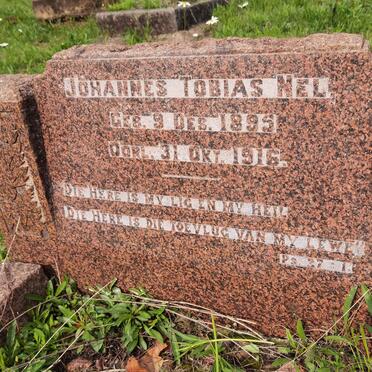 JOHANNES TOBIAS NEL.
GEB. 9 DES. 1895
OORL. 31 OKT. 1916.
DIE HERE IS MY LIG EN MY HEIL.
DIE HERE IS DIE TOEVLUG VAN MY LEWE.
PS. 27-1